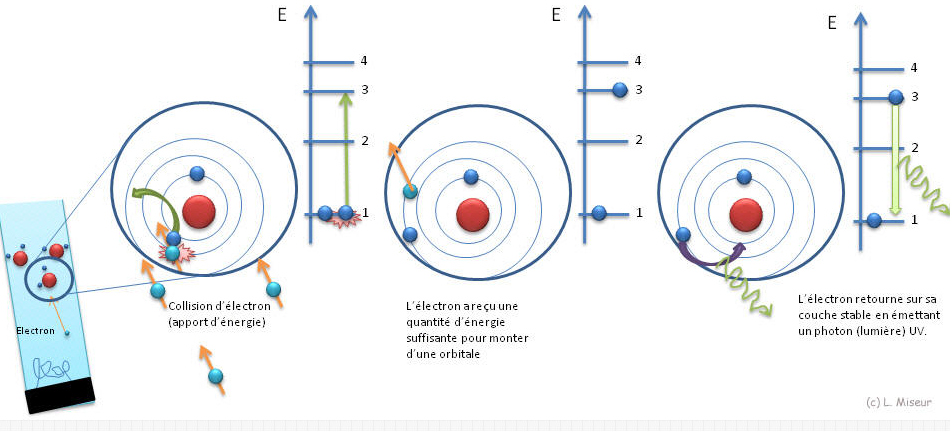 E
4
3
2
1
E
4
3
2
1
E
4
3
2
1
Electron
Collision d'électron
(apport d'énergie)
L'électron a reçu une
quantité d'énergie
suffisante pour monter
d'une orbitale
L'électron retourne sur sa
couche stable en émettant
un photon (lumière) UV.
(c) L. Miseur